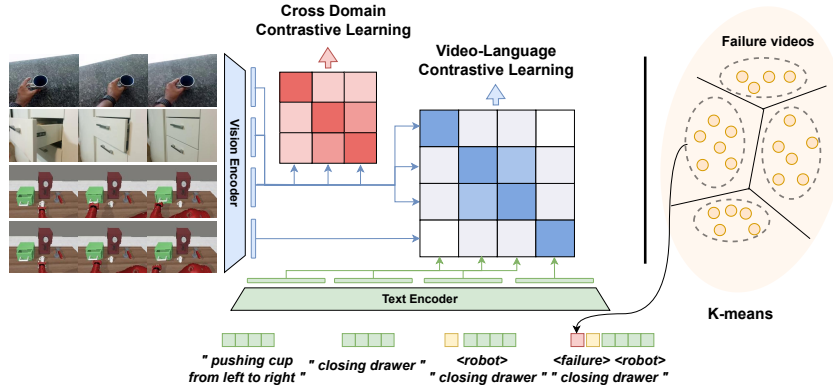 Cross Domain
Contrastive Learning
Video-Language
Contrastive Learning
Failure videos
Vision Encoder
Text Encoder
K-means
" pushing cup
from left to right "
" closing drawer "
<robot>
" closing drawer "
<failure> <robot>
" closing drawer "